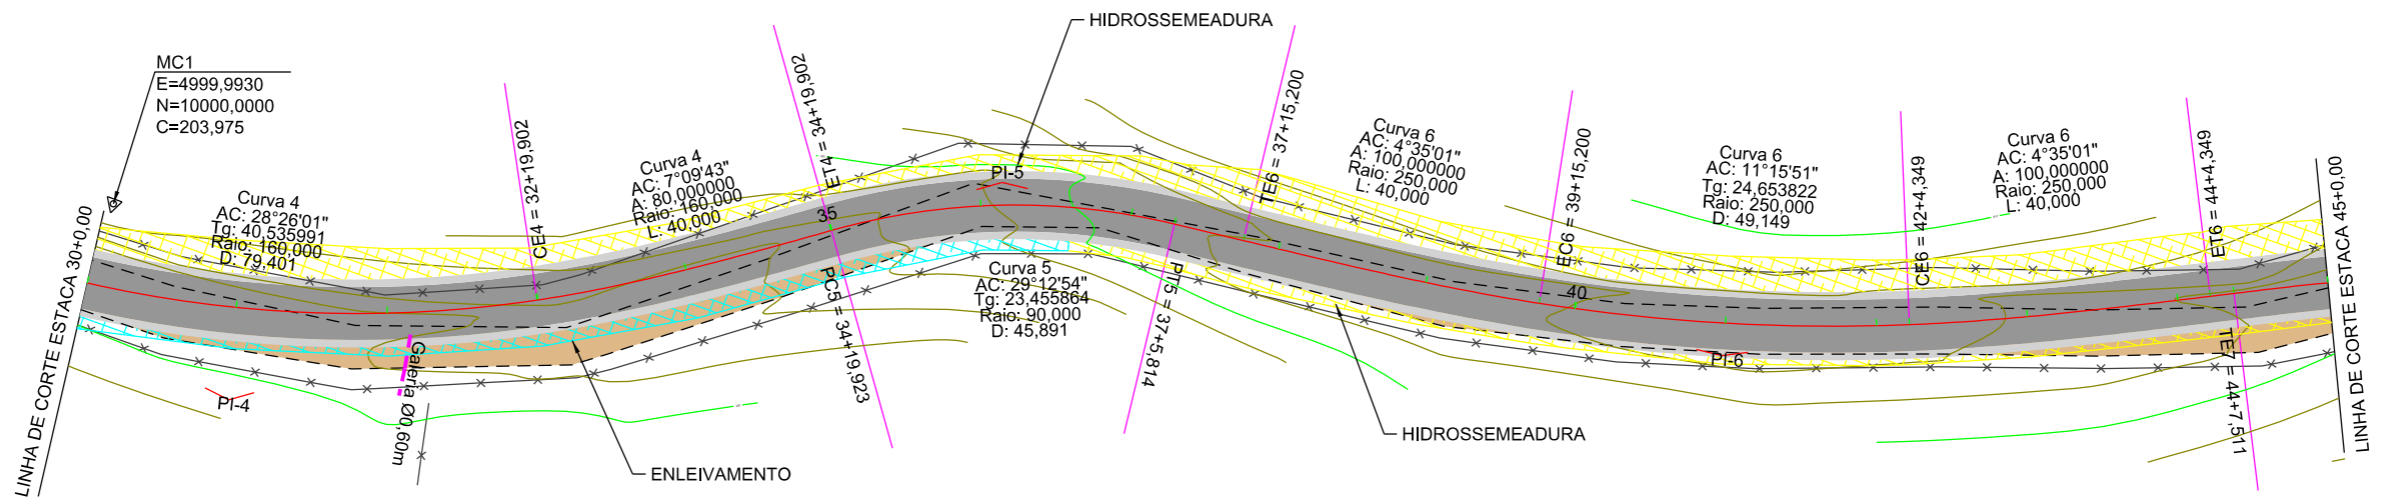 HIDROSSEMEADURA
MC1
E=4999,9930
N=10000,0000
C=203,975
LINHA DE CORTE ESTACA 30+0,00
Curva 4
AC: 28°26'01"
Tg: 40,535991
Raio: 160,000
D: 79,401
PI-4
Galeria Ø0,60m
CE4 = 32+19,902
Curva 4
AC: 7°09'43"
A: 80,000000
Raio: 160,000
L: 40,000
ENLEIVAMENTO
ET4 = 34+19,902
35
PC5 = 34+19,923
PI-5
Curva 5
AC: 29°12'54"
Tg: 23,455864
Raio: 90,000
D: 45,891
PT5 = 37+5,814
TE6 = 37+15,200
Curva 6
AC: 4°35'01"
A: 100,000000
Raio: 250,000
L: 40,000
HIDROSSEMEADURA
EC6 = 39+15,200
40
Curva 6
AC: 11°15'51"
Tg: 24,653822
Raio: 250,000
D: 49,149
PI-6
CE6 = 42+4,349
Curva 6
AC: 4°35'01"
A: 100,000000
Raio: 250,000
L: 40,000
ET6 = 44+4,349
TE7 = 44+7,511
LINHA DE CORTE ESTACA 45+0,00